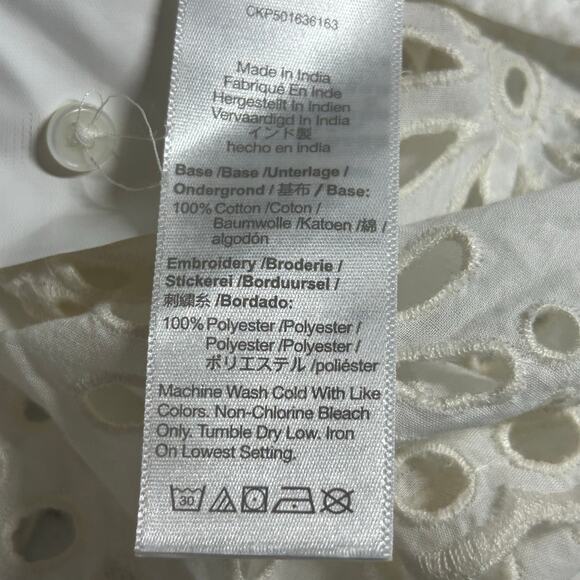 CKP501636163
Made in India
Fabriqué En Inde
Hergestellt In Indien
Vervaardigd In India
インド製
hecho en india
Base /Base /Unterlage /
Ondergrond / 基布 / Base:
100% Cotton /Coton /
Baumwolle /Katoen /綿 /
algodón
Embroidery /Broderie /
Stickerei /Borduursel /
刺繍糸 /Bordado:
100% Polyester /Polyester /
Polyester /Polyester /
ポリエステル /poliéster
Machine Wash Cold With Like
Colors. Non-Chlorine Bleach
Only. Tumble Dry Low. Iron
On Lowest Setting.
30